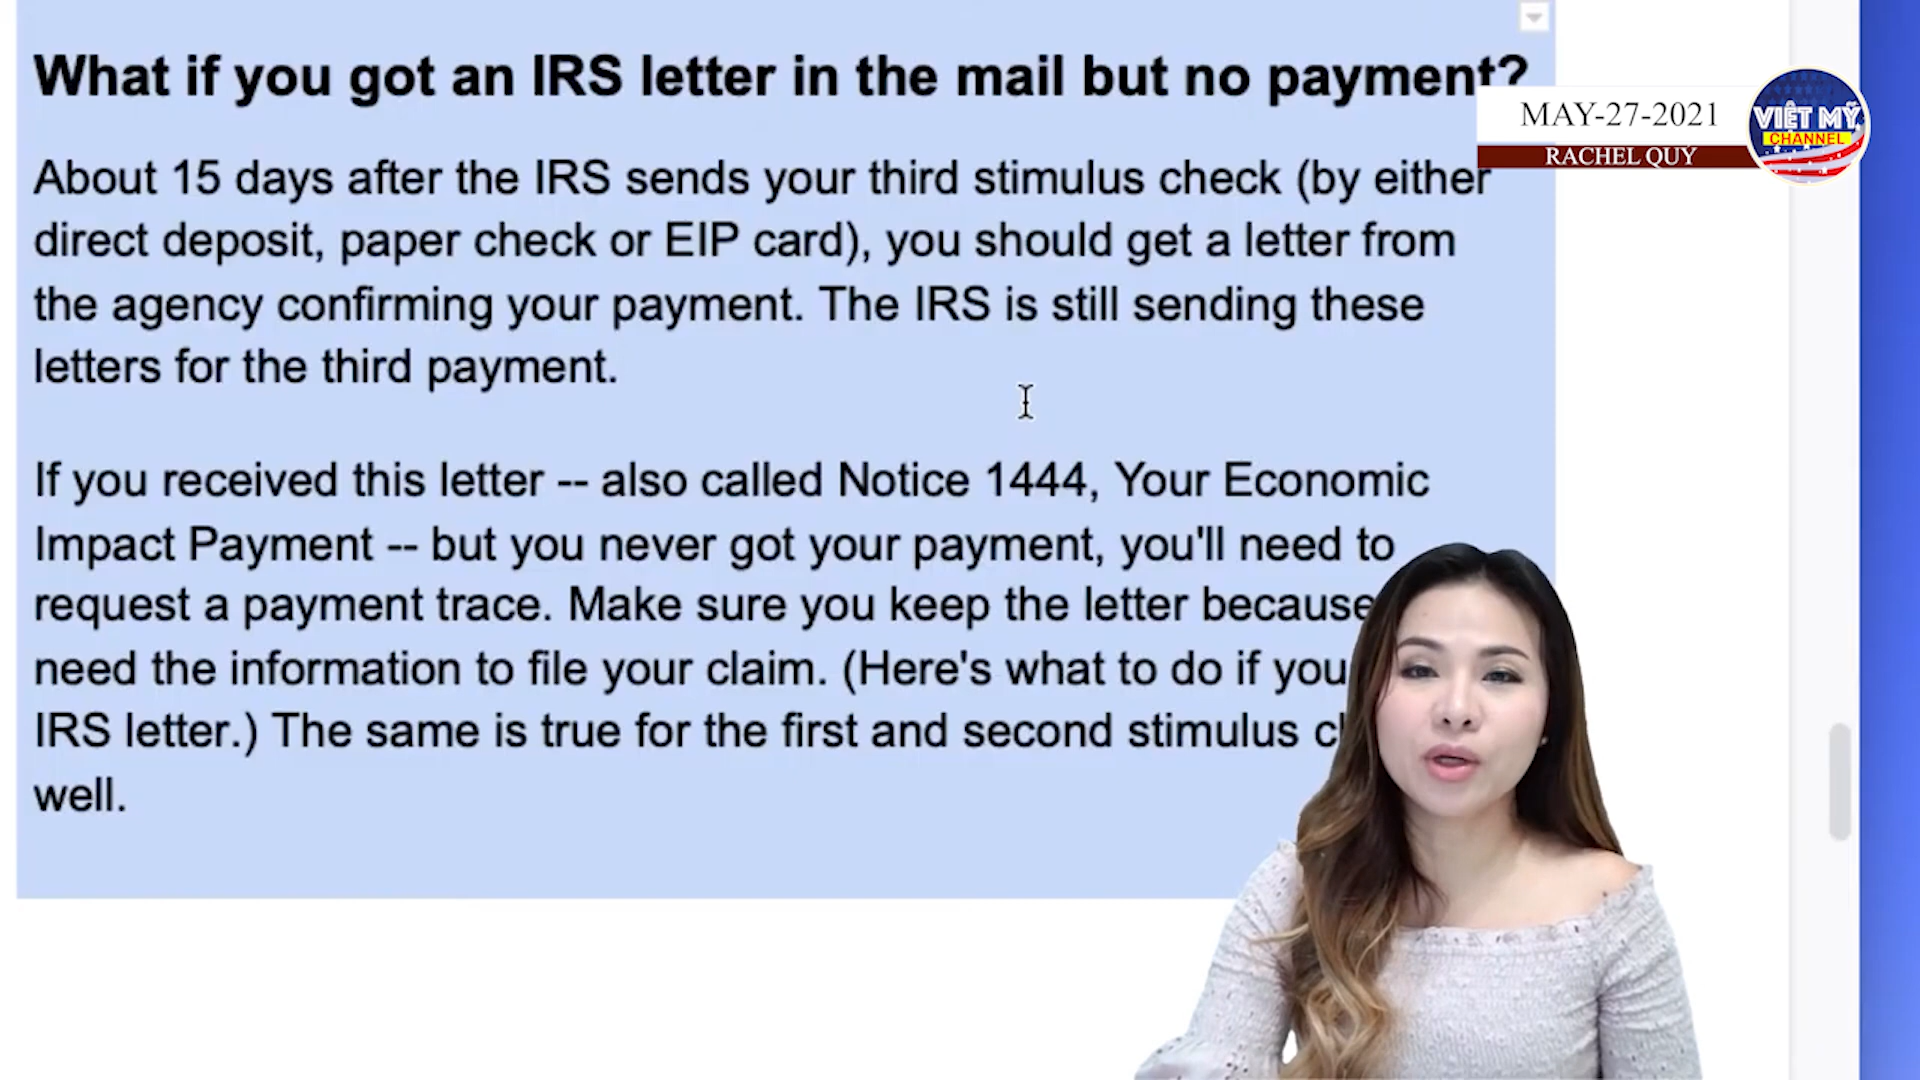 What if you got an IRS letter in the mail but no payment?
MAY-27-2021
RACHEL QUY
VIỆT MỸ
CHANNEL
About 15 days after the IRS sends your third stimulus check (by either
direct deposit, paper check or EIP card), you should get a letter from
the agency confirming your payment. The IRS is still sending these
letters for the third payment.
If you received this letter -- also called Notice 1444, Your Economic
Impact Payment -- but you never got your payment, you'll need to
request a payment trace. Make sure you keep the letter because
need the information to file your claim. (Here's what to do if you
IRS letter.) The same is true for the first and second stimulus
well.